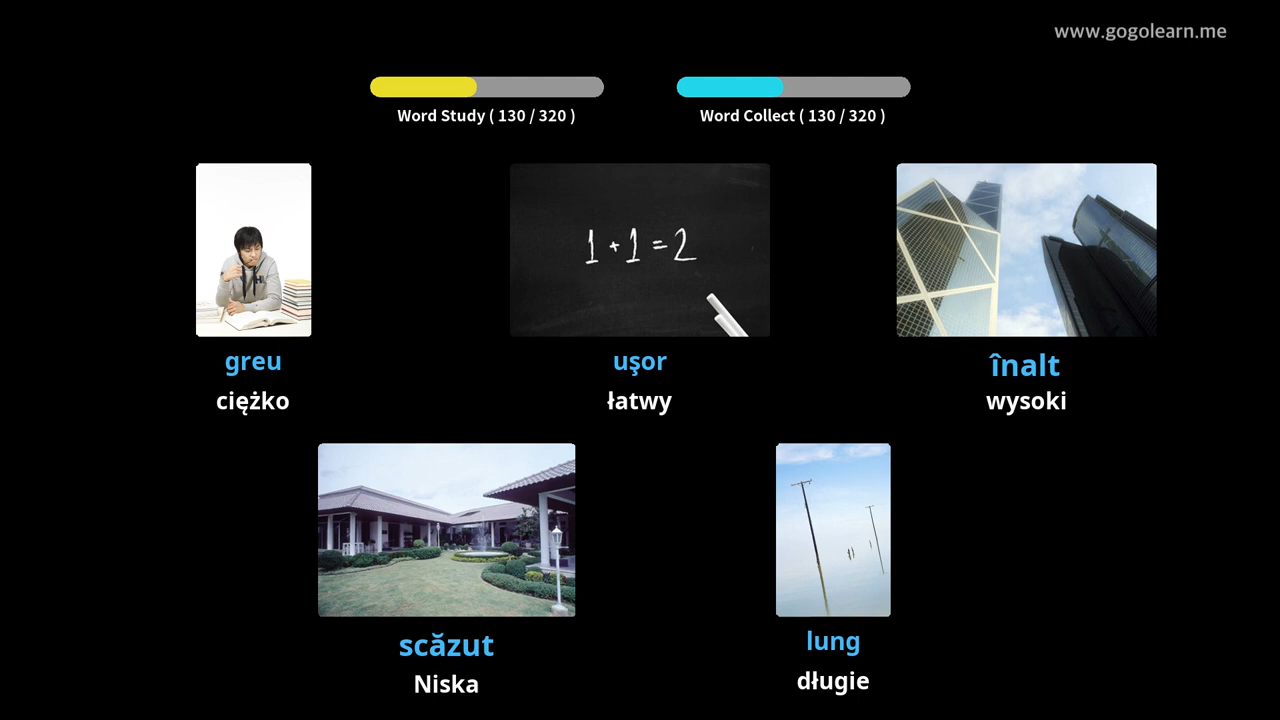 www.gogolearn.me
Word Study ( 130 / 320 )
Word Collect ( 130 / 320 )
1 + 1 = 2
greu
uşor
înalt
ciężko
łatwy
wysoki
scăzut
lung
Niska
długie